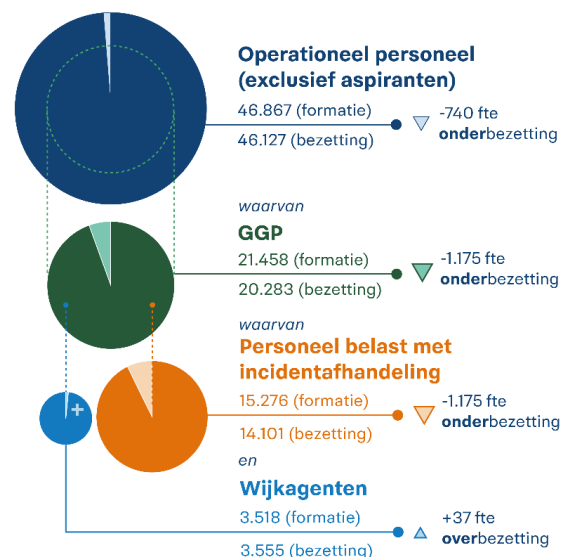 Operationeel personeel
(exclusief aspiranten)
46.867 (formatie)
46.127 (bezetting)
-740 fte
onderbezetting
waarvan
GGP
21.458 (formatie)
20.283 (bezetting)
-1.175 fte
onderbezetting
waarvan
Personeel belast met
incidentafhandeling
15.276 (formatie)
14.101 (bezetting)
-1.175 fte
onderbezetting
+
en
Wijkagenten
3.518 (formatie)
3.555 (bezetting)
+37 fte
overbezetting